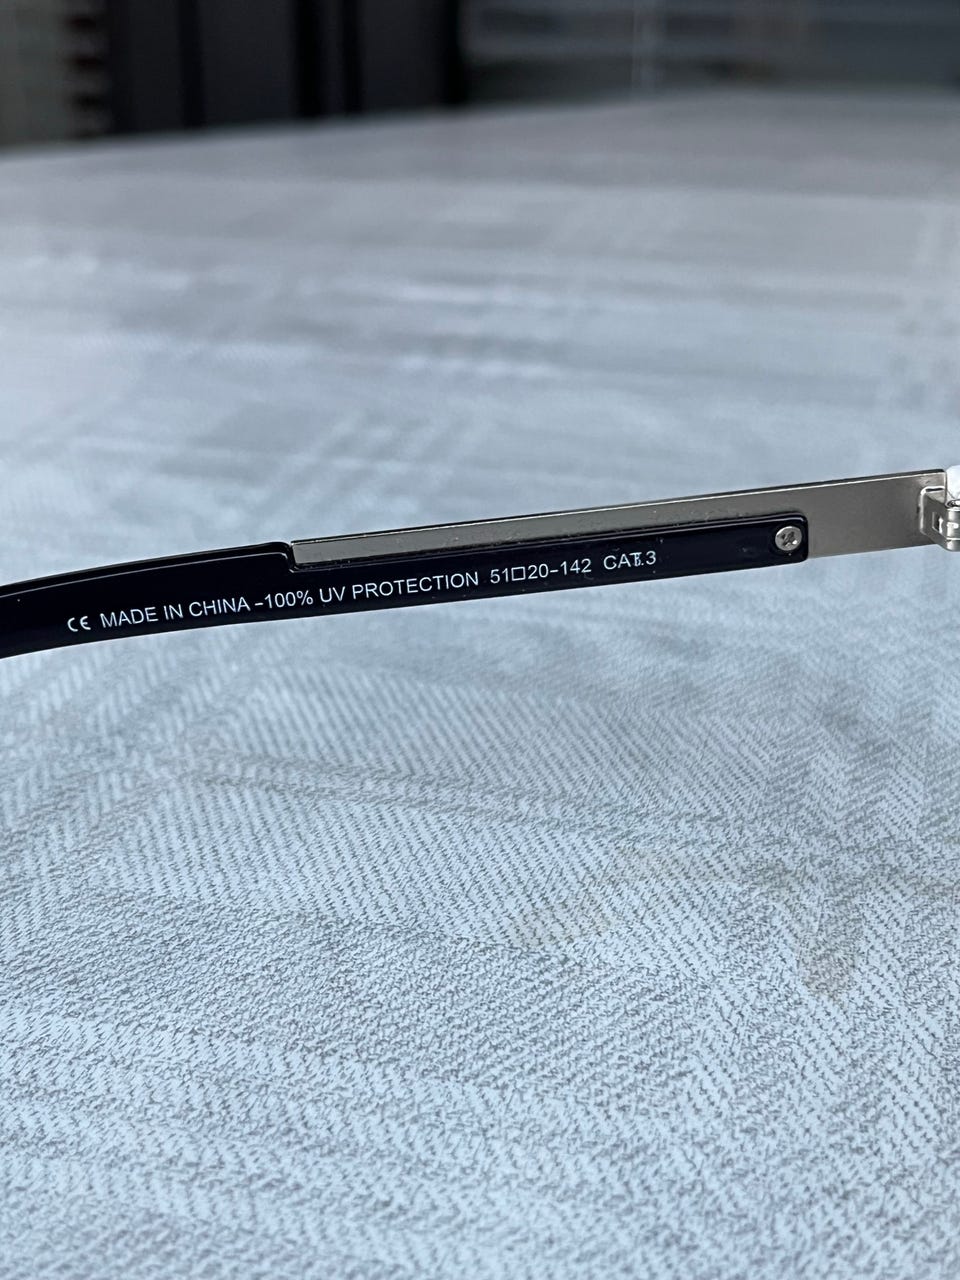 CE MADE IN CHINA -100% UV PROTECTION 51□20-142 CAT.3